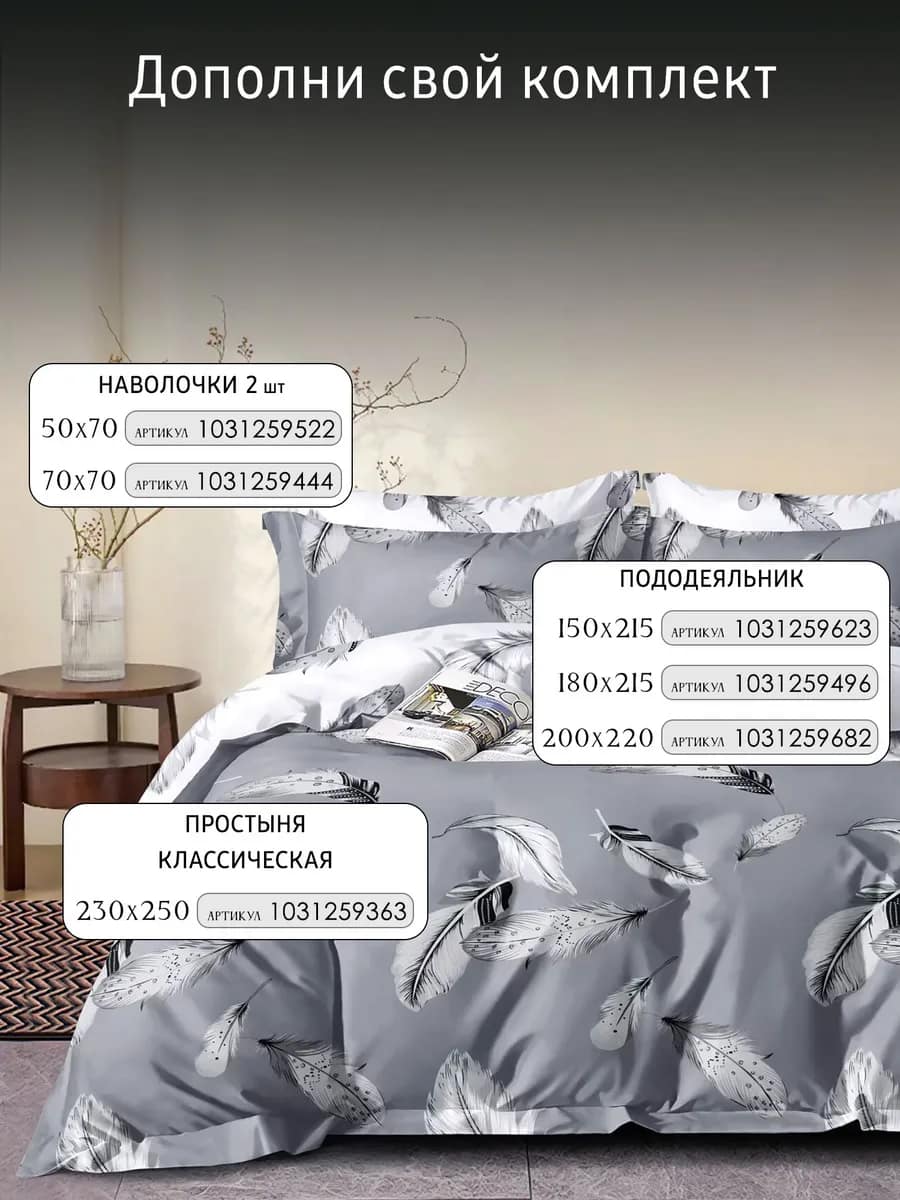 Дополни свой комплект
НАВОЛОЧКИ 2 шт
50x70 АРТИКУЛ 1031259522
70x70 АРТИКУЛ 1031259444
ПОДОДЕЯЛЬНИК
150x215 АРТИКУЛ 1031259623
180x215 АРТИКУЛ 1031259496
200x220 АРТИКУЛ 1031259682
DECO
ПРОСТЫНЯ
КЛАССИЧЕСКАЯ
230x250 АРТИКУЛ 1031259363